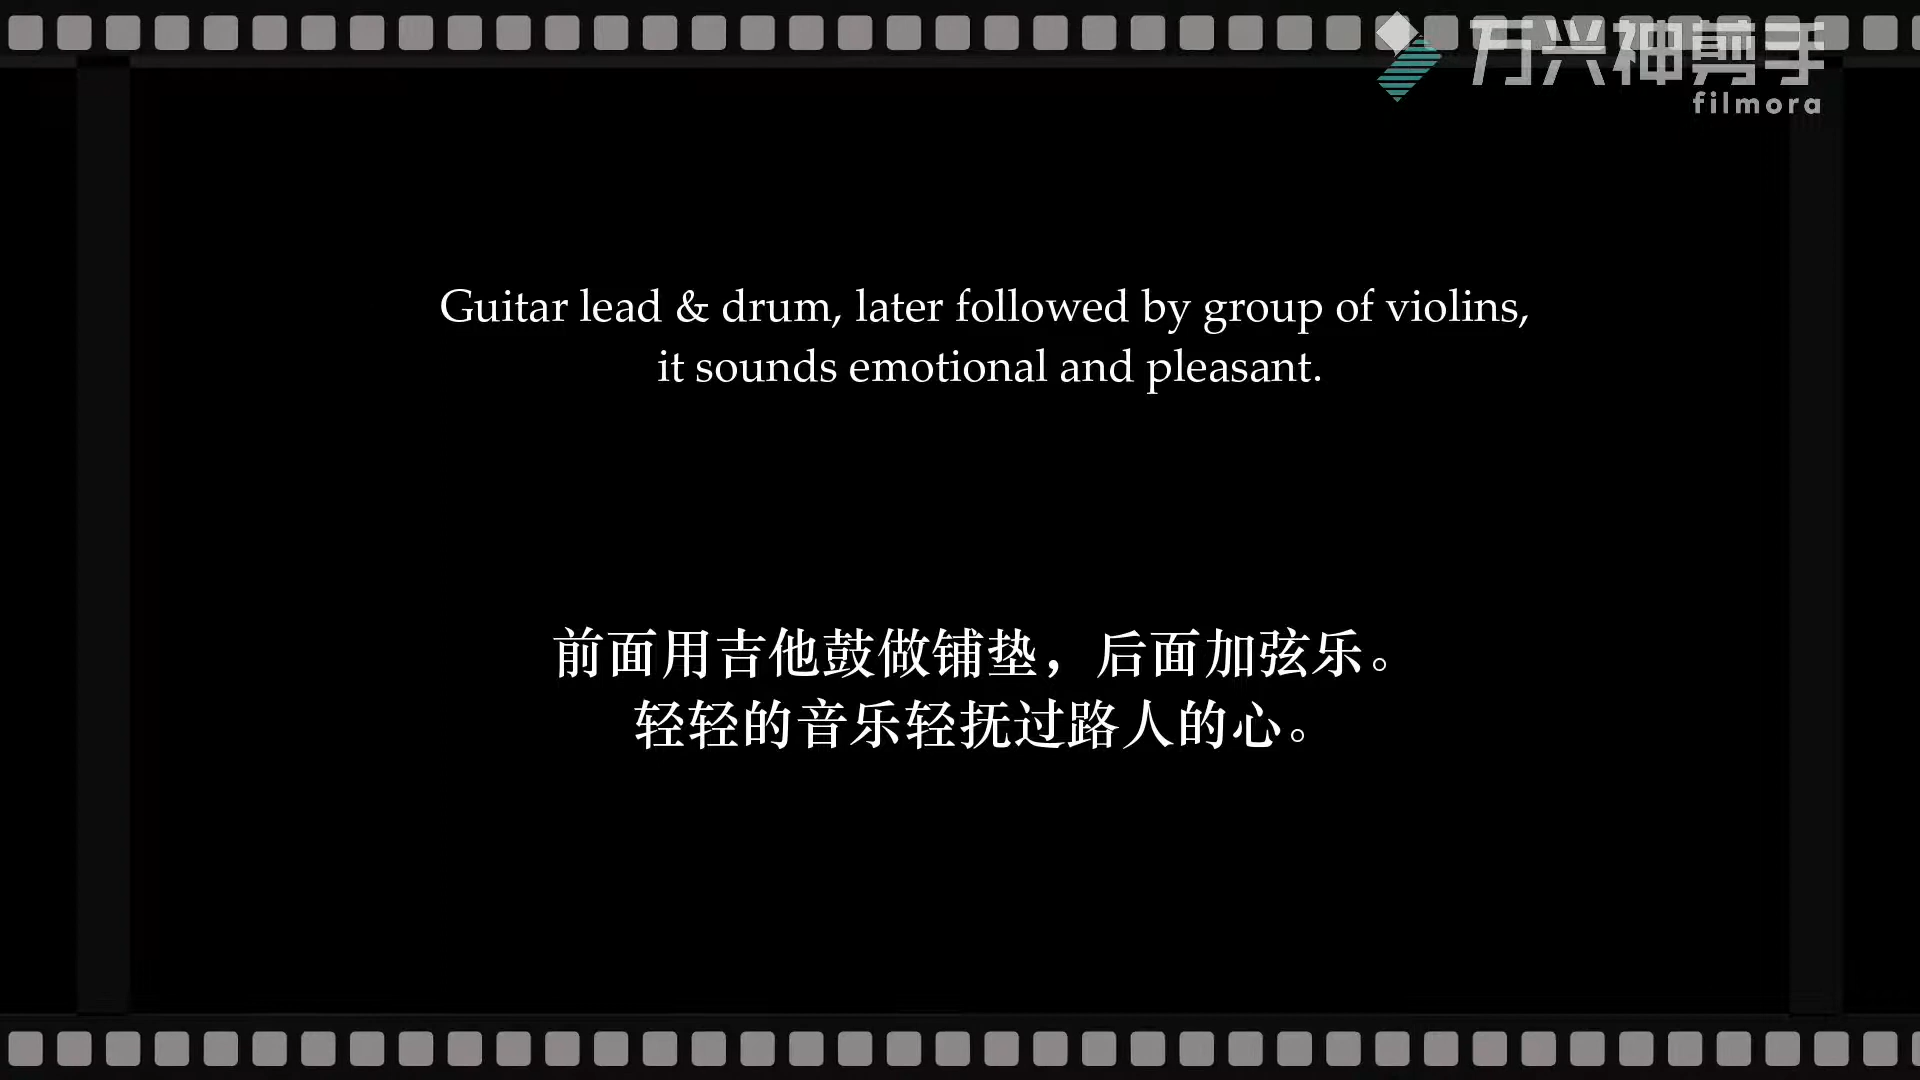 万兴神剪手
filmora
Guitar lead & drum, later followed by group of violins,
it sounds emotional and pleasant.
前面用吉他鼓做铺垫，后面加弦乐。
轻轻的音乐轻抚过路人的心。